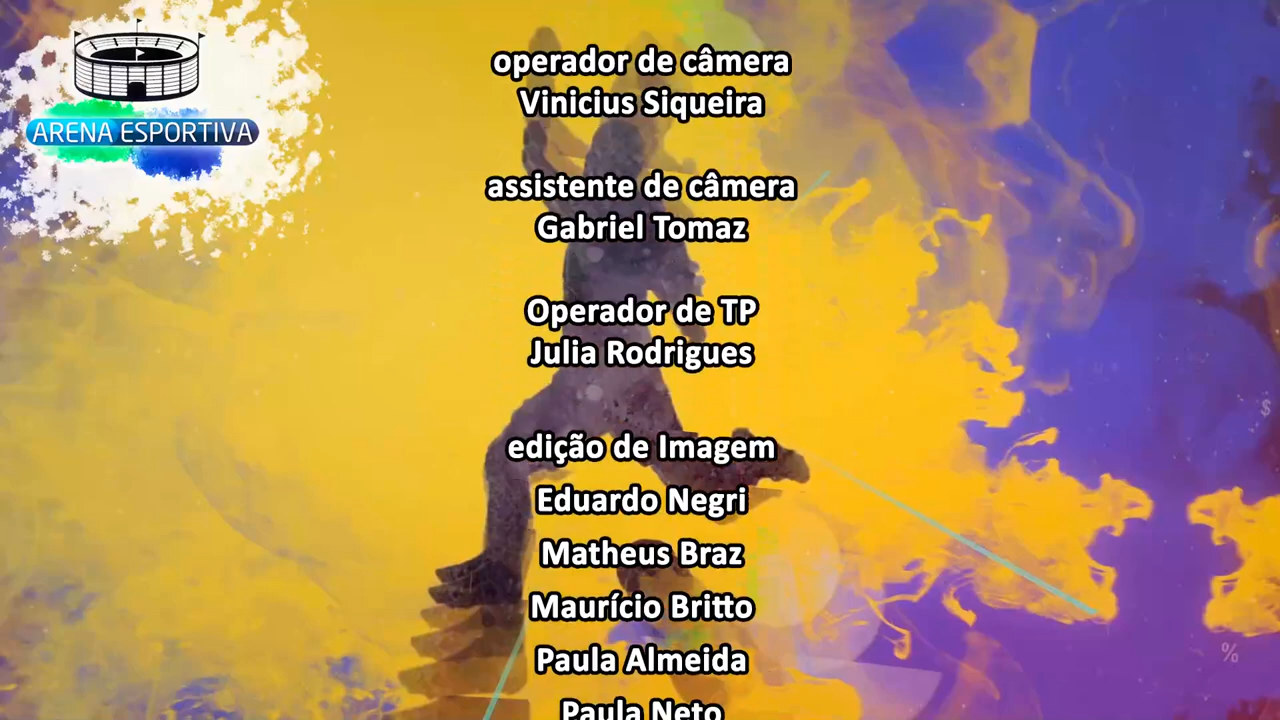 ARENA ESPORTIVA
operador de câmera
Vinicius Siqueira
assistente de câmera
Gabriel Tomaz
Operador de TP
Julia Rodrigues
edição de Imagem
Eduardo Negri
Matheus Braz
Maurício Britto
Paula Almeida
Paula Neto
$
%